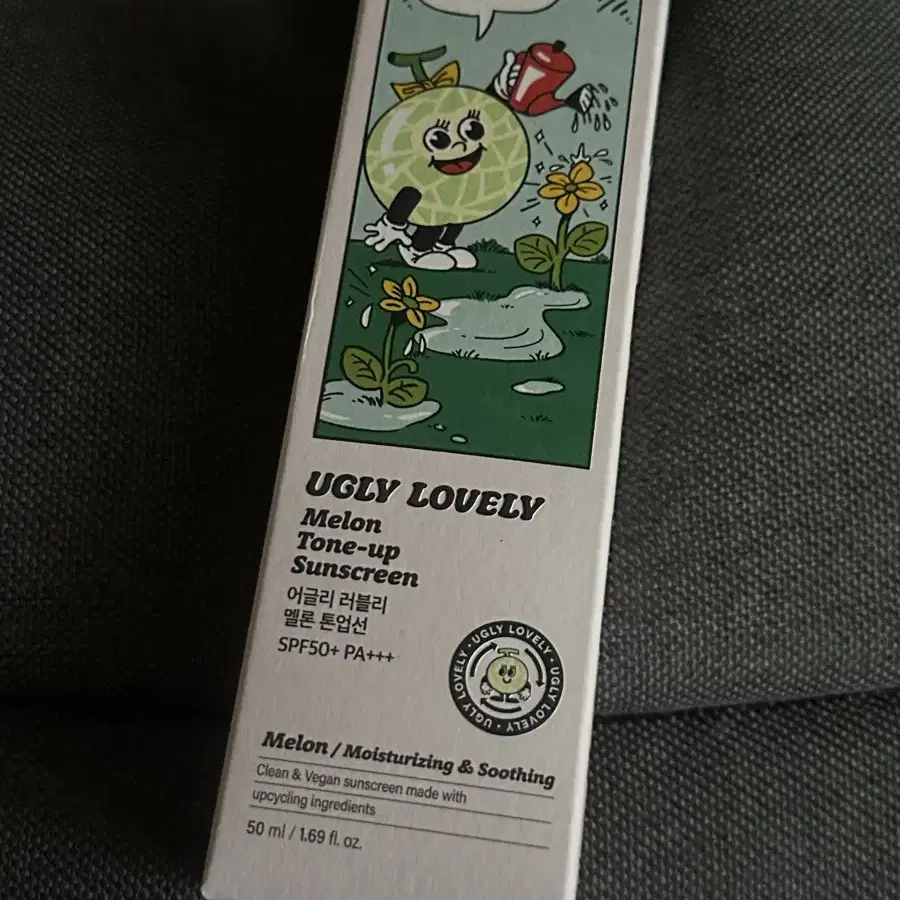 UGLY LOVELY
Melon
Tone-up
Sunscreen
어글리 러블리
멜론 톤업선
SPF50+ PA+++
UGLY LOVELY · UGLY LOVELY · UGLY LOVELY ·
Melon / Moisturizing & Soothing
Clean & Vegan sunscreen made with
upcycling ingredients
50 ml / 1.69 fl. oz.